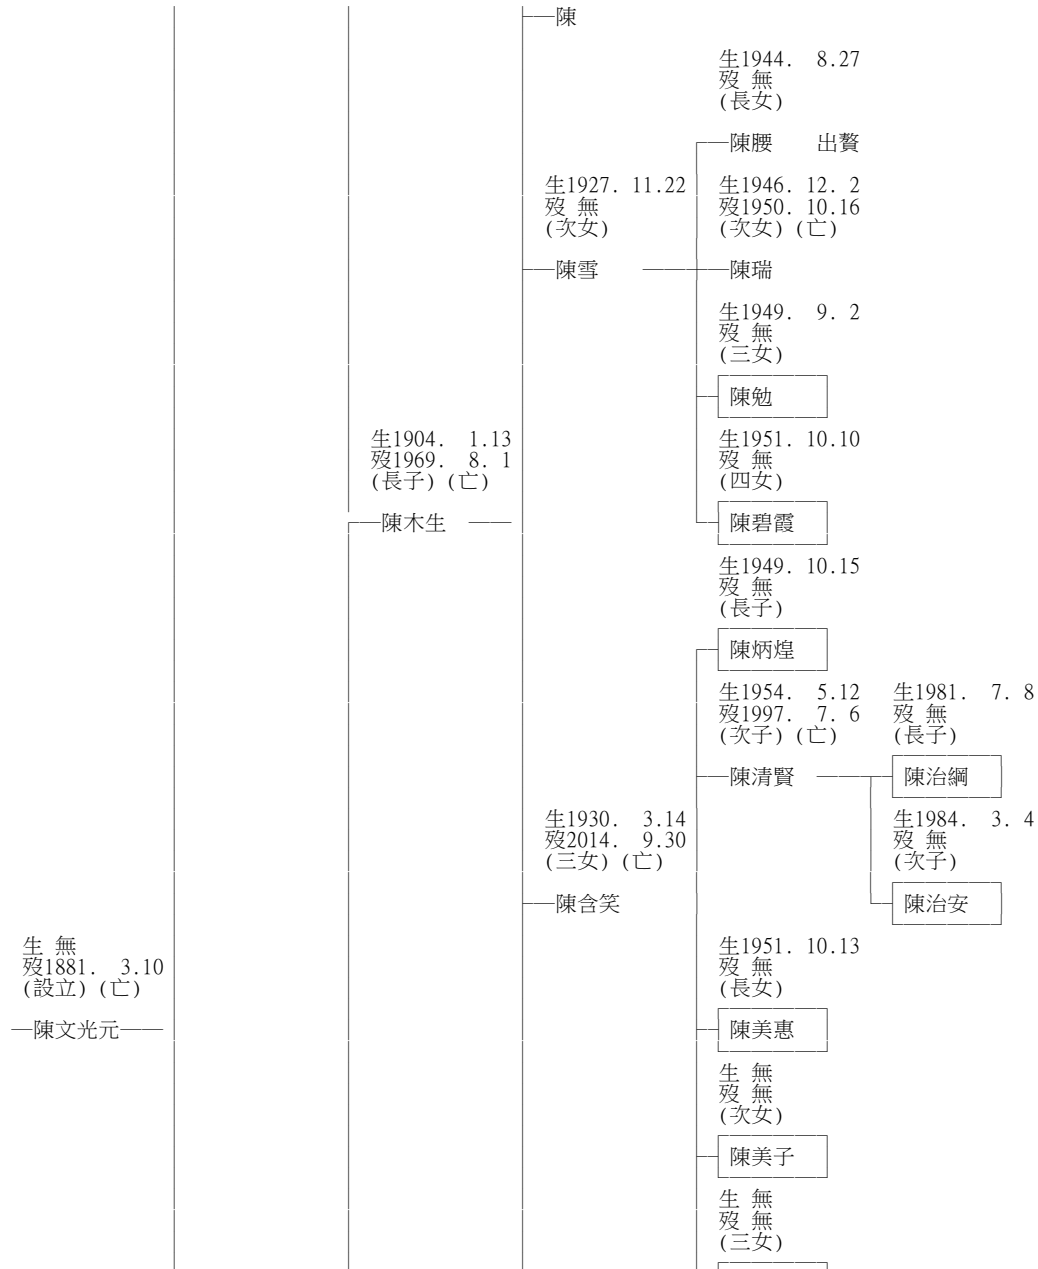 陳
生1944. 8.27
歿 無
(長女)
陳腰 出贅
生1927. 11.22 生1946. 12. 2
歿 無 歿1950. 10.16
(次女) (次女)(亡)
陳雪 陳瑞
生1949. 9. 2
歿 無
(三女)
陳勉
生1904. 1.13 生1951. 10.10
歿1969. 8. 1 歿 無
(長子)(亡) (四女)
陳木生 陳碧霞
生1949. 10.15
歿 無
(長子)
陳炳煌
生1954. 5.12 生1981. 7. 8
歿1997. 7. 6 歿 無
(次子)(亡) (長子)
陳清賢 陳治綱
生1930. 3.14 生1984. 3. 4
歿2014. 9.30 歿 無
(三女)(亡) (次子)
陳含笑 陳治安
生 無 生1951. 10.13
歿1881. 3.10 歿 無
(設立)(亡) (長女)
陳文光元 陳美惠
生 無
歿 無
(次女)
陳美子
生 無
歿 無
(三女)